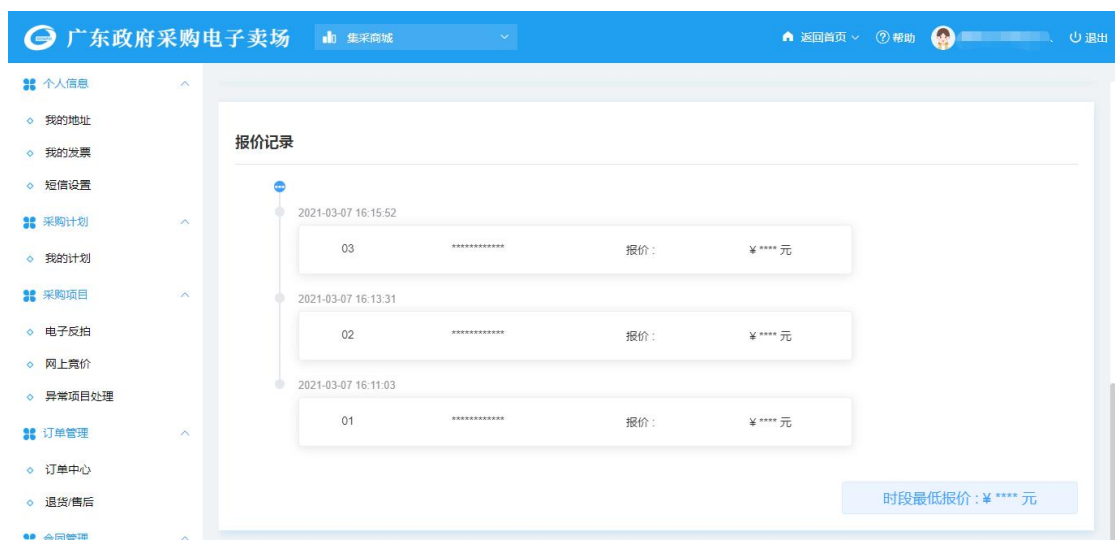 广东政府采购电子卖场
集采商城
返回首页
帮助
退出
个人信息
我的地址
我的发票
短信设置
采购计划
我的计划
采购项目
电子反拍
网上竞价
异常项目处理
订单管理
订单中心
退货/售后
合同管理
报价记录
2021-03-07 16:15:52
03 ************ 报价 : ¥ **** 元
2021-03-07 16:13:31
02 ************ 报价 : ¥ **** 元
2021-03-07 16:11:03
01 ************ 报价 : ¥ **** 元
时段最低报价 : ¥ **** 元